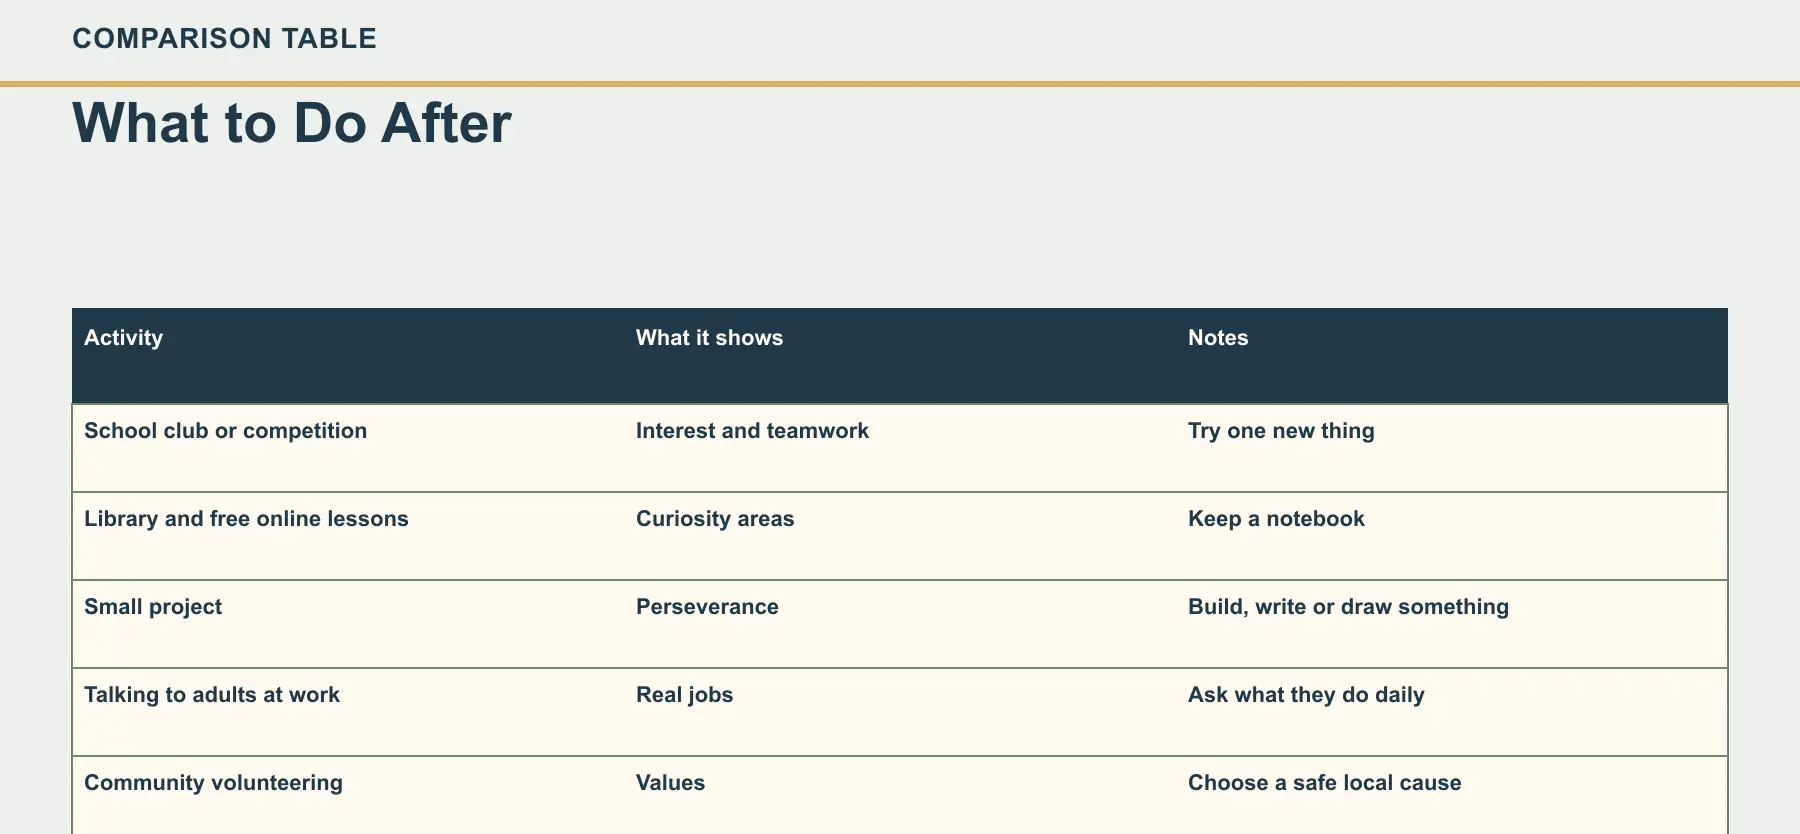 COMPARISON TABLE
What to Do After
Activity What it shows Notes
School club or competition Interest and teamwork Try one new thing
Library and free online lessons Curiosity areas Keep a notebook
Small project Perseverance Build, write or draw something
Talking to adults at work Real jobs Ask what they do daily
Community volunteering Values Choose a safe local cause